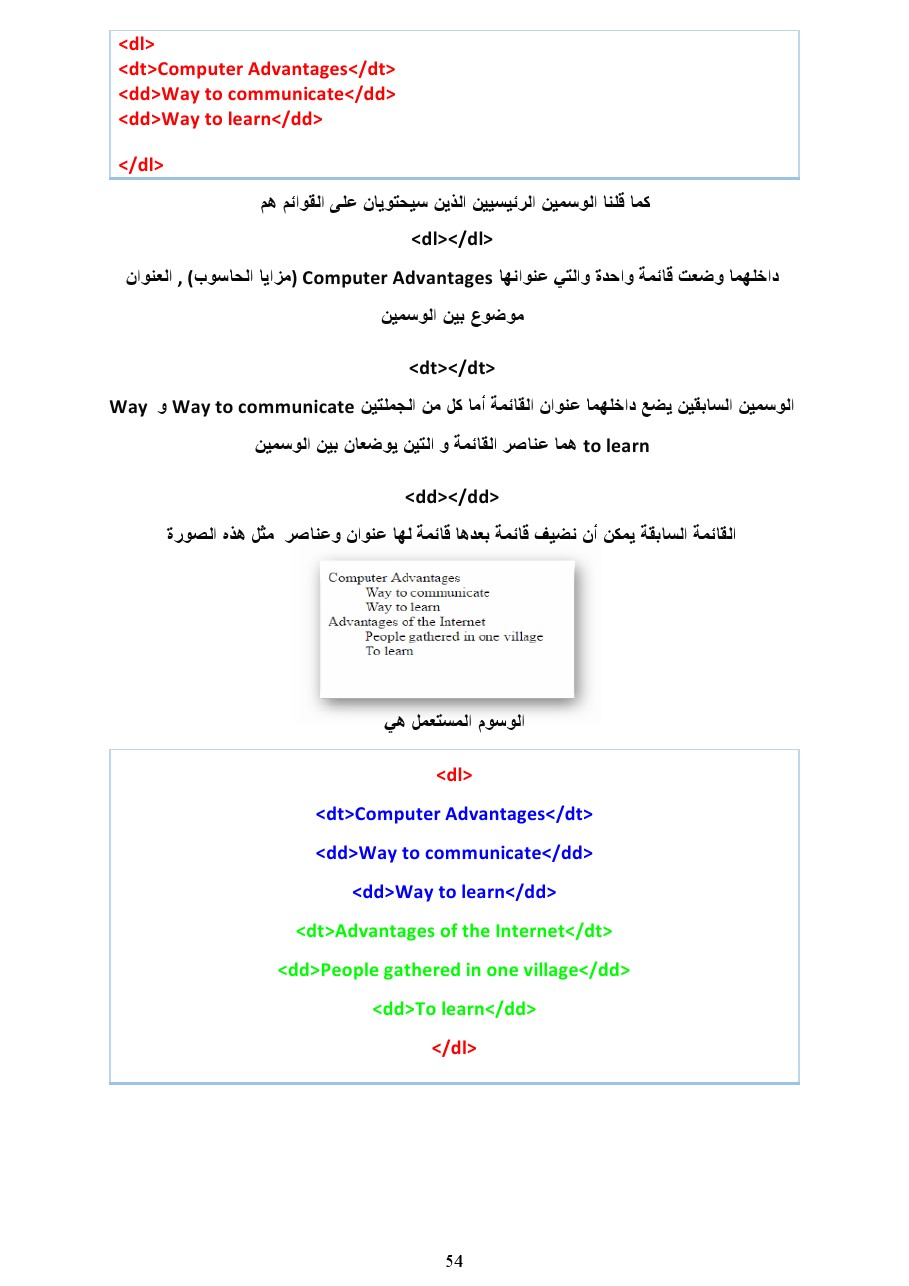 <dl>
<dt>Computer Advantages</dt>
<dd>Way to communicate</dd>
<dd>Way to learn</dd>
</dl>
كما قلنا الوسمين الرئيسيين الذين سيحتويان على القوائم هم
<dl></dl>
داخلهما وضعت قائمة واحدة والتي عنوانها Computer Advantages (مزايا الحاسوب) , العنوان
موضوع بين الوسمين
<dt></dt>
الوسمين السابقين يضع داخلهما عنوان القائمة أما كل من الجملتين Way to communicate و Way
to learn هما عناصر القائمة و التين يوضعان بين الوسمين
<dd></dd>
القائمة السابقة يمكن أن نضيف قائمة بعدها قائمة لها عنوان وعناصر مثل هذه الصورة
Computer Advantages
Way to communicate
Way to learn
Advantages of the Internet
People gathered in one village
To learn
الوسوم المستعمل هي
<dl>
<dt>Computer Advantages</dt>
<dd>Way to communicate</dd>
<dd>Way to learn</dd>
<dt>Advantages of the Internet</dt>
<dd>People gathered in one village</dd>
<dd>To learn</dd>
</dl>
54